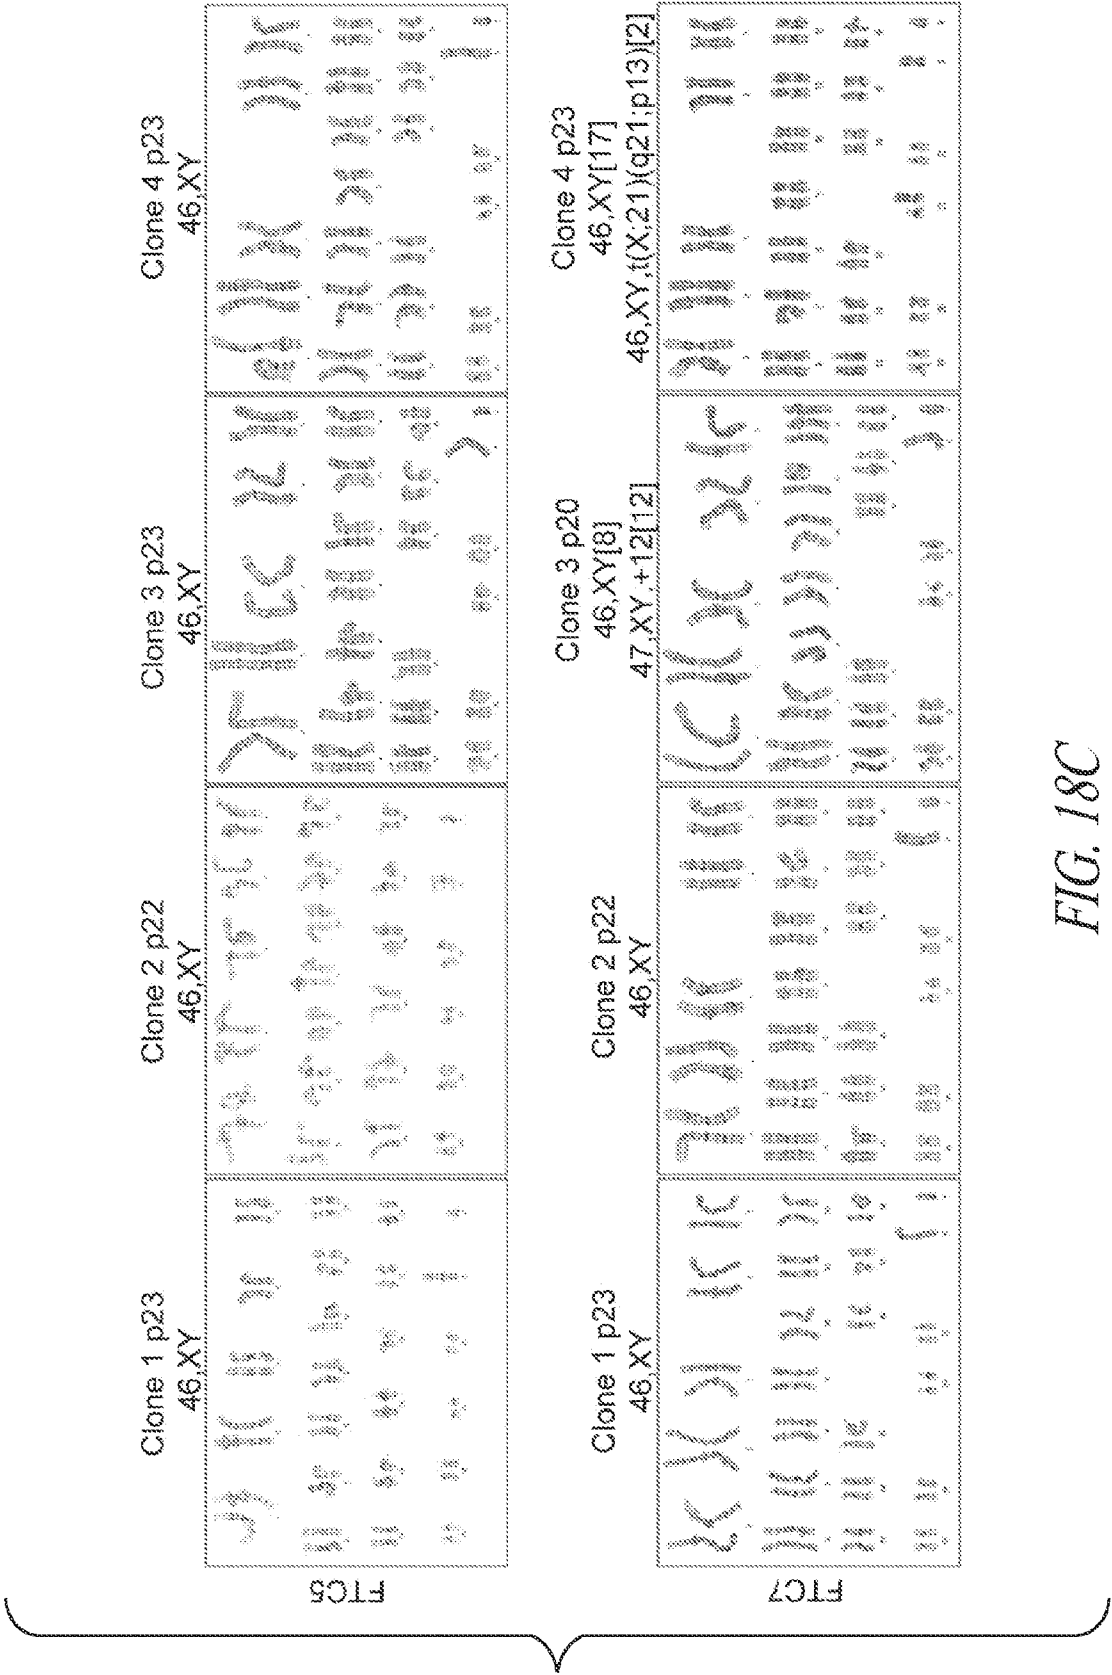 FTC5
Clone 1 p23
46,XY
Clone 2 p22
46,XY
Clone 3 p23
46,XY
Clone 4 p23
46,XY
FTC7
Clone 1 p23
46,XY
Clone 2 p22
46,XY
Clone 3 p20
46,XY[8]
47,XY,+12[12]
Clone 4 p23
46,XY[17]
46,XY,t(X;21)(q21;p13)[2]
FIG. 18C